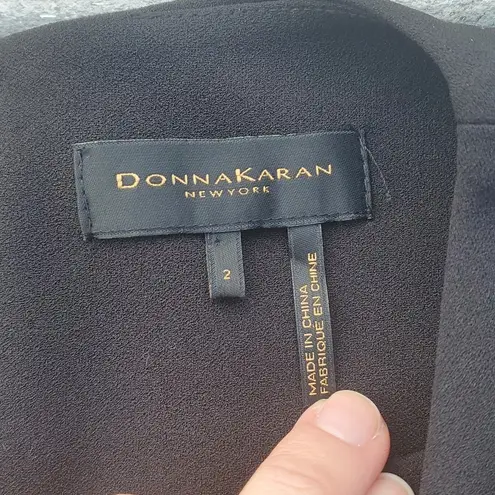 DONNAKARAN
NEWYORK
2
MADE IN CHINA
FABRIQUÉ EN CHINE